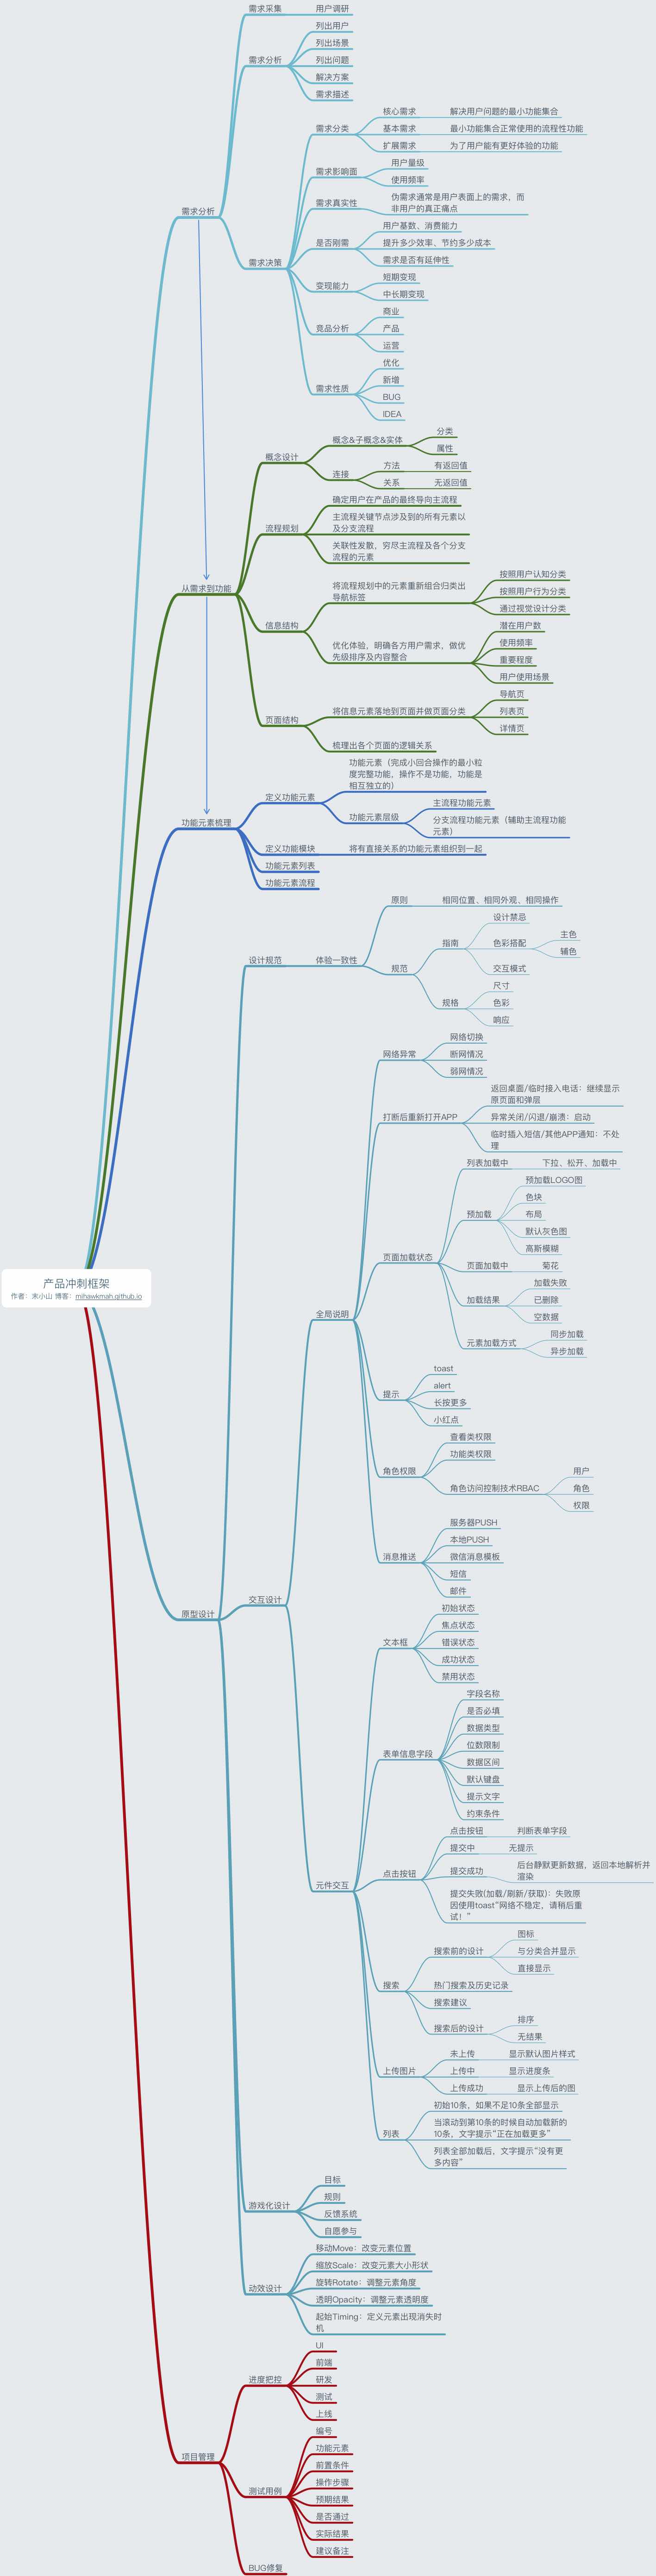 需求采集
用户调研
列出用户
列出场景
需求分析
列出问题
解决方案
需求描述
核心需求
解决用户问题的最小功能集合
需求分类
基本需求
最小功能集合正常使用的流程性功能
扩展需求
为了用户能有更好体验的功能
需求影响面
用户量级
使用频率
需求分析
需求真实性
伪需求通常是用户表面上的需求，而
非用户的真正痛点
用户基数、消费能力
是否刚需
提升多少效率、节约多少成本
需求决策
需求是否有延伸性
变现能力
短期变现
中长期变现
商业
竞品分析
产品
运营
优化
需求性质
新增
BUG
IDEA
概念&子概念&实体
分类
属性
概念设计
连接
方法
有返回值
关系
无返回值
确定用户在产品的最终导向主流程
流程规划
主流程关键节点涉及到的所有元素以
及分支流程
关联性发散，穷尽主流程及各个分支
流程的元素
从需求到功能
将流程规划中的元素重新组合归类出
导航标签
按照用户认知分类
按照用户行为分类
通过视觉设计分类
信息结构
优化体验，明确各方用户需求，做优
先级排序及内容整合
潜在用户数
使用频率
重要程度
用户使用场景
页面结构
将信息元素落地到页面并做页面分类
导航页
列表页
详情页
梳理出各个页面的逻辑关系
功能元素（完成小回合操作的最小粒
度完整功能，操作不是功能，功能是
相互独立的）
定义功能元素
功能元素层级
主流程功能元素
分支流程功能元素（辅助主流程功能
元素）
功能元素梳理
定义功能模块
将有直接关系的功能元素组织到一起
功能元素列表
功能元素流程
原则
相同位置、相同外观、相同操作
设计规范
体验一致性
规范
指南
设计禁忌
色彩搭配
主色
辅色
交互模式
规格
尺寸
色彩
响应
网络异常
网络切换
断网情况
弱网情况
打断后重新打开APP
返回桌面/临时接入电话：继续显示
原页面和弹层
异常关闭/闪退/崩溃：启动
临时插入短信/其他APP通知：不处
理
页面加载状态
列表加载中
下拉、松开、加载中
预加载
预加载LOGO图
色块
布局
默认灰色图
高斯模糊
页面加载中
菊花
加载结果
加载失败
已删除
空数据
元素加载方式
同步加载
异步加载
产品冲刺框架
作者：米小山 博客：mihawkmah.github.io
全局说明
提示
toast
alert
长按更多
小红点
角色权限
查看类权限
功能类权限
角色访问控制技术RBAC
用户
角色
权限
消息推送
服务器PUSH
本地PUSH
微信消息模板
短信
邮件
交互设计
原型设计
文本框
初始状态
焦点状态
错误状态
成功状态
禁用状态
表单信息字段
字段名称
是否必填
数据类型
位数限制
数据区间
默认键盘
提示文字
约束条件
元件交互
点击按钮
点击按钮
判断表单字段
提交中
无提示
提交成功
后台静默更新数据，返回本地解析并
渲染
提交失败(加载/刷新/获取)：失败原
因使用toast“网络不稳定，请稍后重
试！”
搜索
搜索前的设计
图标
与分类合并显示
直接显示
热门搜索及历史记录
搜索建议
搜索后的设计
排序
无结果
上传图片
未上传
显示默认图片样式
上传中
显示进度条
上传成功
显示上传后的图
列表
初始10条，如果不足10条全部显示
当滚动到第10条的时候自动加载新的
10条，文字提示“正在加载更多”
列表全部加载后，文字提示“没有更
多内容”
游戏化设计
目标
规则
反馈系统
自愿参与
动效设计
移动Move：改变元素位置
缩放Scale：改变元素大小形状
旋转Rotate：调整元素角度
透明Opacity：调整元素透明度
起始Timing：定义元素出现消失时
机
进度把控
UI
前端
研发
测试
上线
项目管理
测试用例
编号
功能元素
前置条件
操作步骤
预期结果
是否通过
实际结果
建议备注
BUG修复